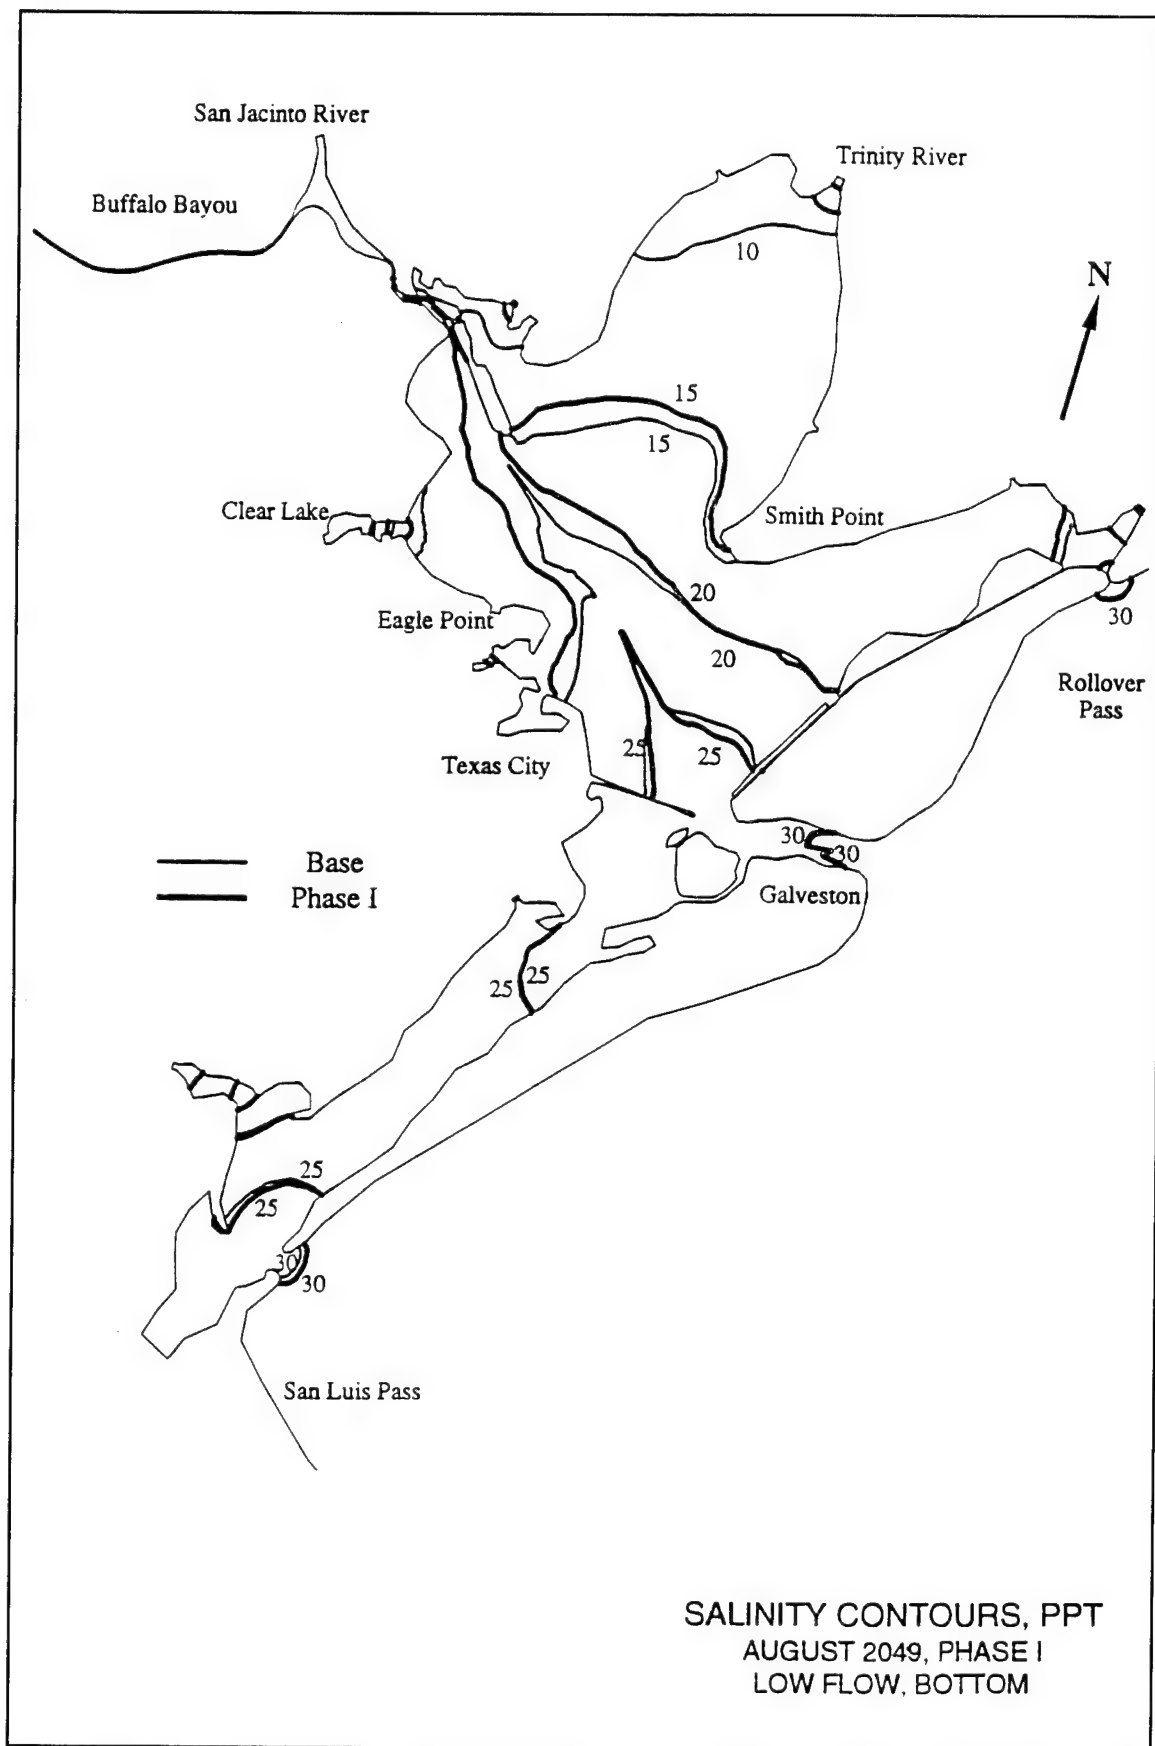 San Jacinto River
Trinity River
Buffalo Bayou
10
N
15
15
Clear Lake
Smith Point
20
Eagle Point
30
20
Rollover
Pass
25
25
Texas City
30
30
Base
Phase I
Galveston
25
25
25
25
30
30
San Luis Pass
SALINITY CONTOURS, PPT
AUGUST 2049, PHASE I
LOW FLOW, BOTTOM